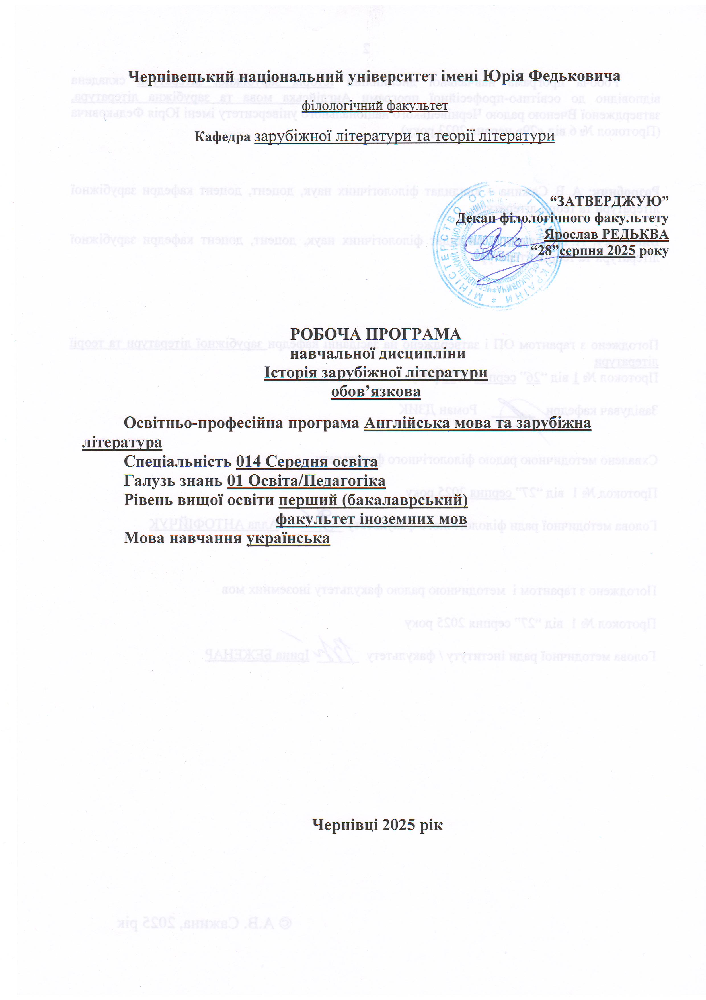 Чернівецький національний університет імені Юрія Федьковича
філологічний факультет
Кафедра зарубіжної літератури та теорії літератури
“ЗАТВЕРДЖУЮ”
Декан філологічного факультету
Ярослав РЕДЬКВА
“28”серпня 2025 року
РОБОЧА ПРОГРАМА
навчальної дисципліни
Історія зарубіжної літератури
обов’язкова
Освітньо-професійна програма Англійська мова та зарубіжна
література
Спеціальність 014 Середня освіта
Галузь знань 01 Освіта/Педагогіка
Рівень вищої освіти перший (бакалаврський)
факультет іноземних мов
Мова навчання українська
Чернівці 2025 рік